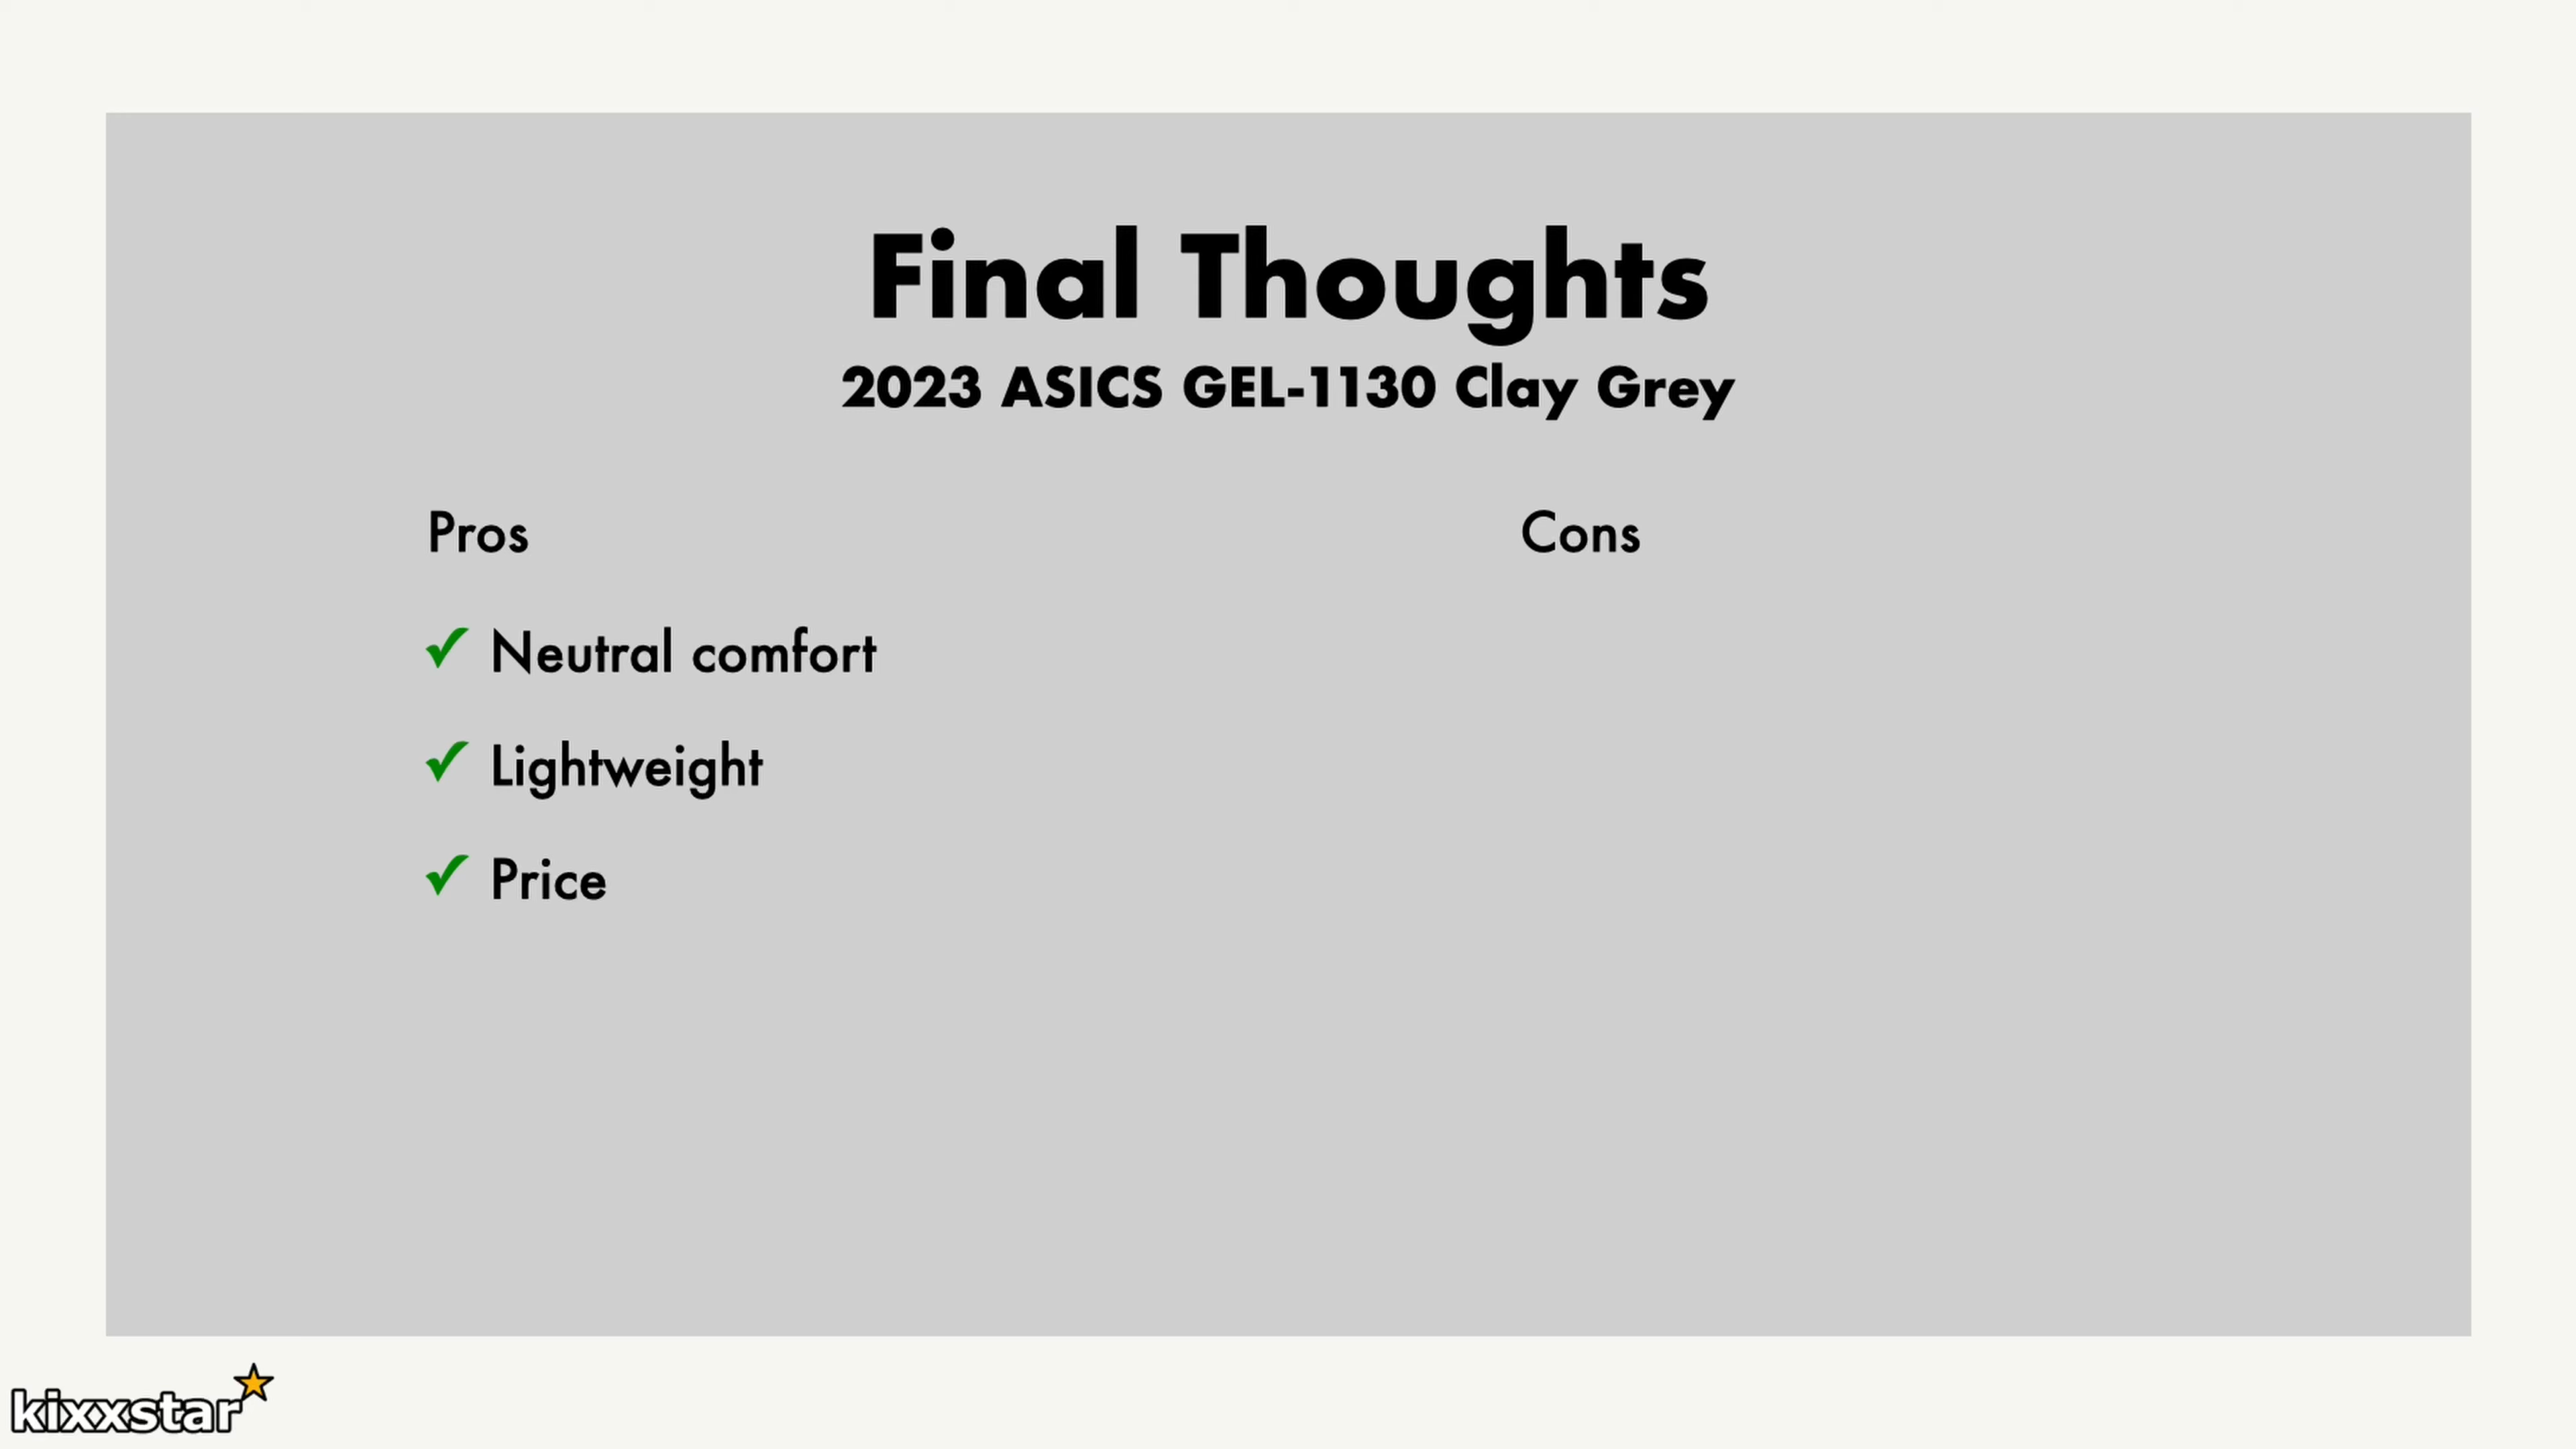 Final Thoughts
2023 ASICS GEL-1130 Clay Grey
Pros
✓ Neutral comfort
✓ Lightweight
✓ Price
Cons
kixxstar